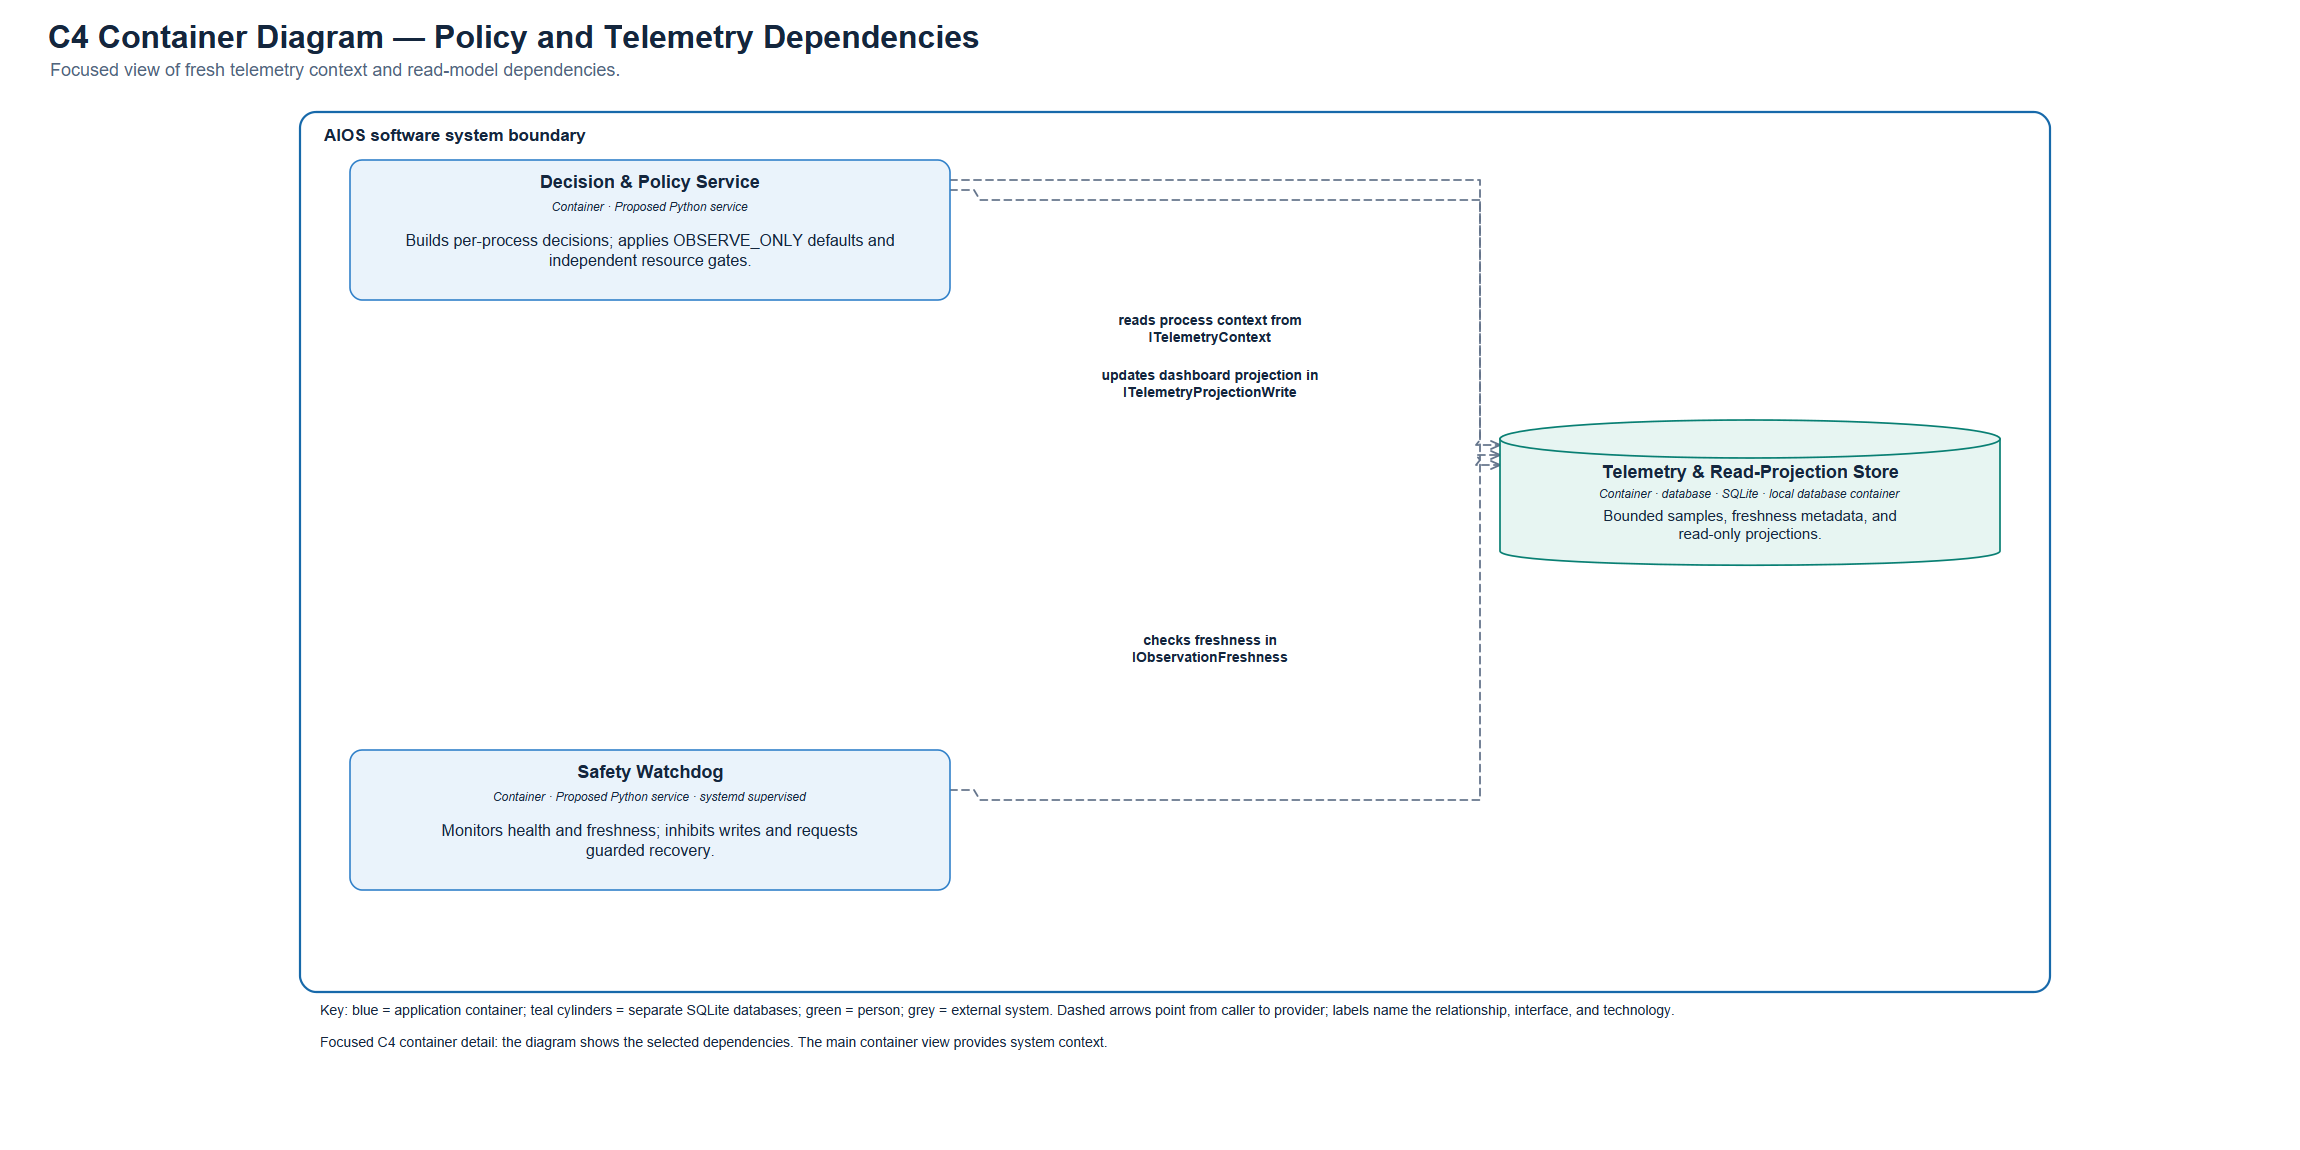 C4 Container Diagram — Policy and Telemetry Dependencies
Focused view of fresh telemetry context and read-model dependencies.
AIOS software system boundary
Decision & Policy Service
Container · Proposed Python service
Builds per-process decisions; applies OBSERVE_ONLY defaults and
independent resource gates.
reads process context from
ITelemetryContext
updates dashboard projection in
ITelemetryProjectionWrite
Telemetry & Read-Projection Store
Container · database · SQLite · local database container
Bounded samples, freshness metadata, and
read-only projections.
checks freshness in
IObservationFreshness
Safety Watchdog
Container · Proposed Python service · systemd supervised
Monitors health and freshness; inhibits writes and requests
guarded recovery.
Key: blue = application container; teal cylinders = separate SQLite databases; green = person; grey = external system. Dashed arrows point from caller to provider; labels name the relationship, interface, and technology.
Focused C4 container detail: the diagram shows the selected dependencies. The main container view provides system context.